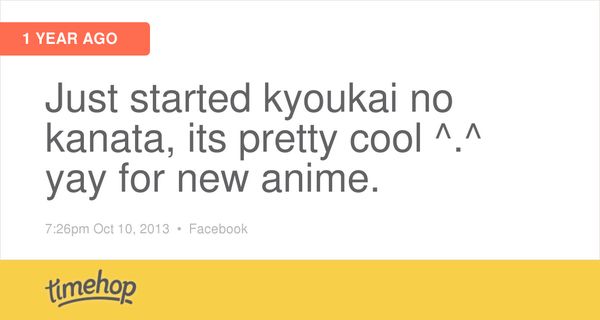 1 YEAR AGO
Just started kyoukai no
kanata, its pretty cool ^.^
yay for new anime.
7:26pm Oct 10, 2013 • Facebook
timehop